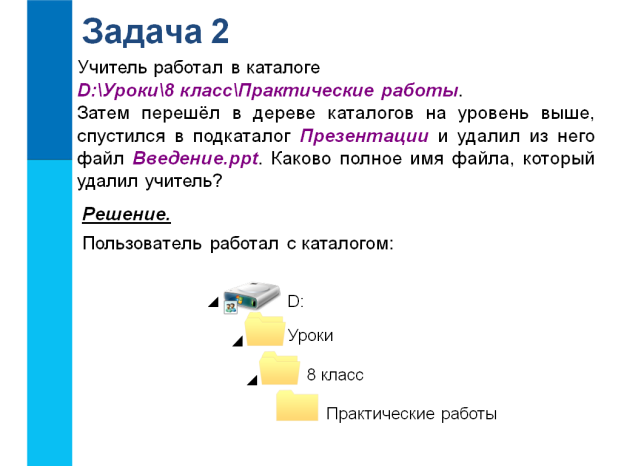 Задача 2
Учитель работал в каталоге
D:\Уроки\8 класс\Практические работы.
Затем перешёл в дереве каталогов на уровень выше,
спустился в подкаталог Презентации и удалил из него
файл Введение.ppt. Каково полное имя файла, который
удалил учитель?
Решение.
Пользователь работал с каталогом:
D:
Уроки
8 класс
Практические работы